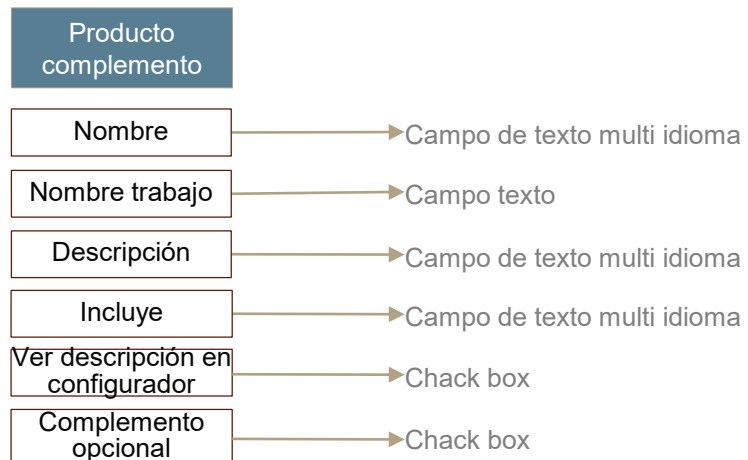 Producto
complemento
Nombre
Campo de texto multi idioma
Nombre trabajo
Campo texto
Descripción
Campo de texto multi idioma
Incluye
Campo de texto multi idioma
Ver descripción en
configurador
Chack box
Complemento
opcional
Chack box